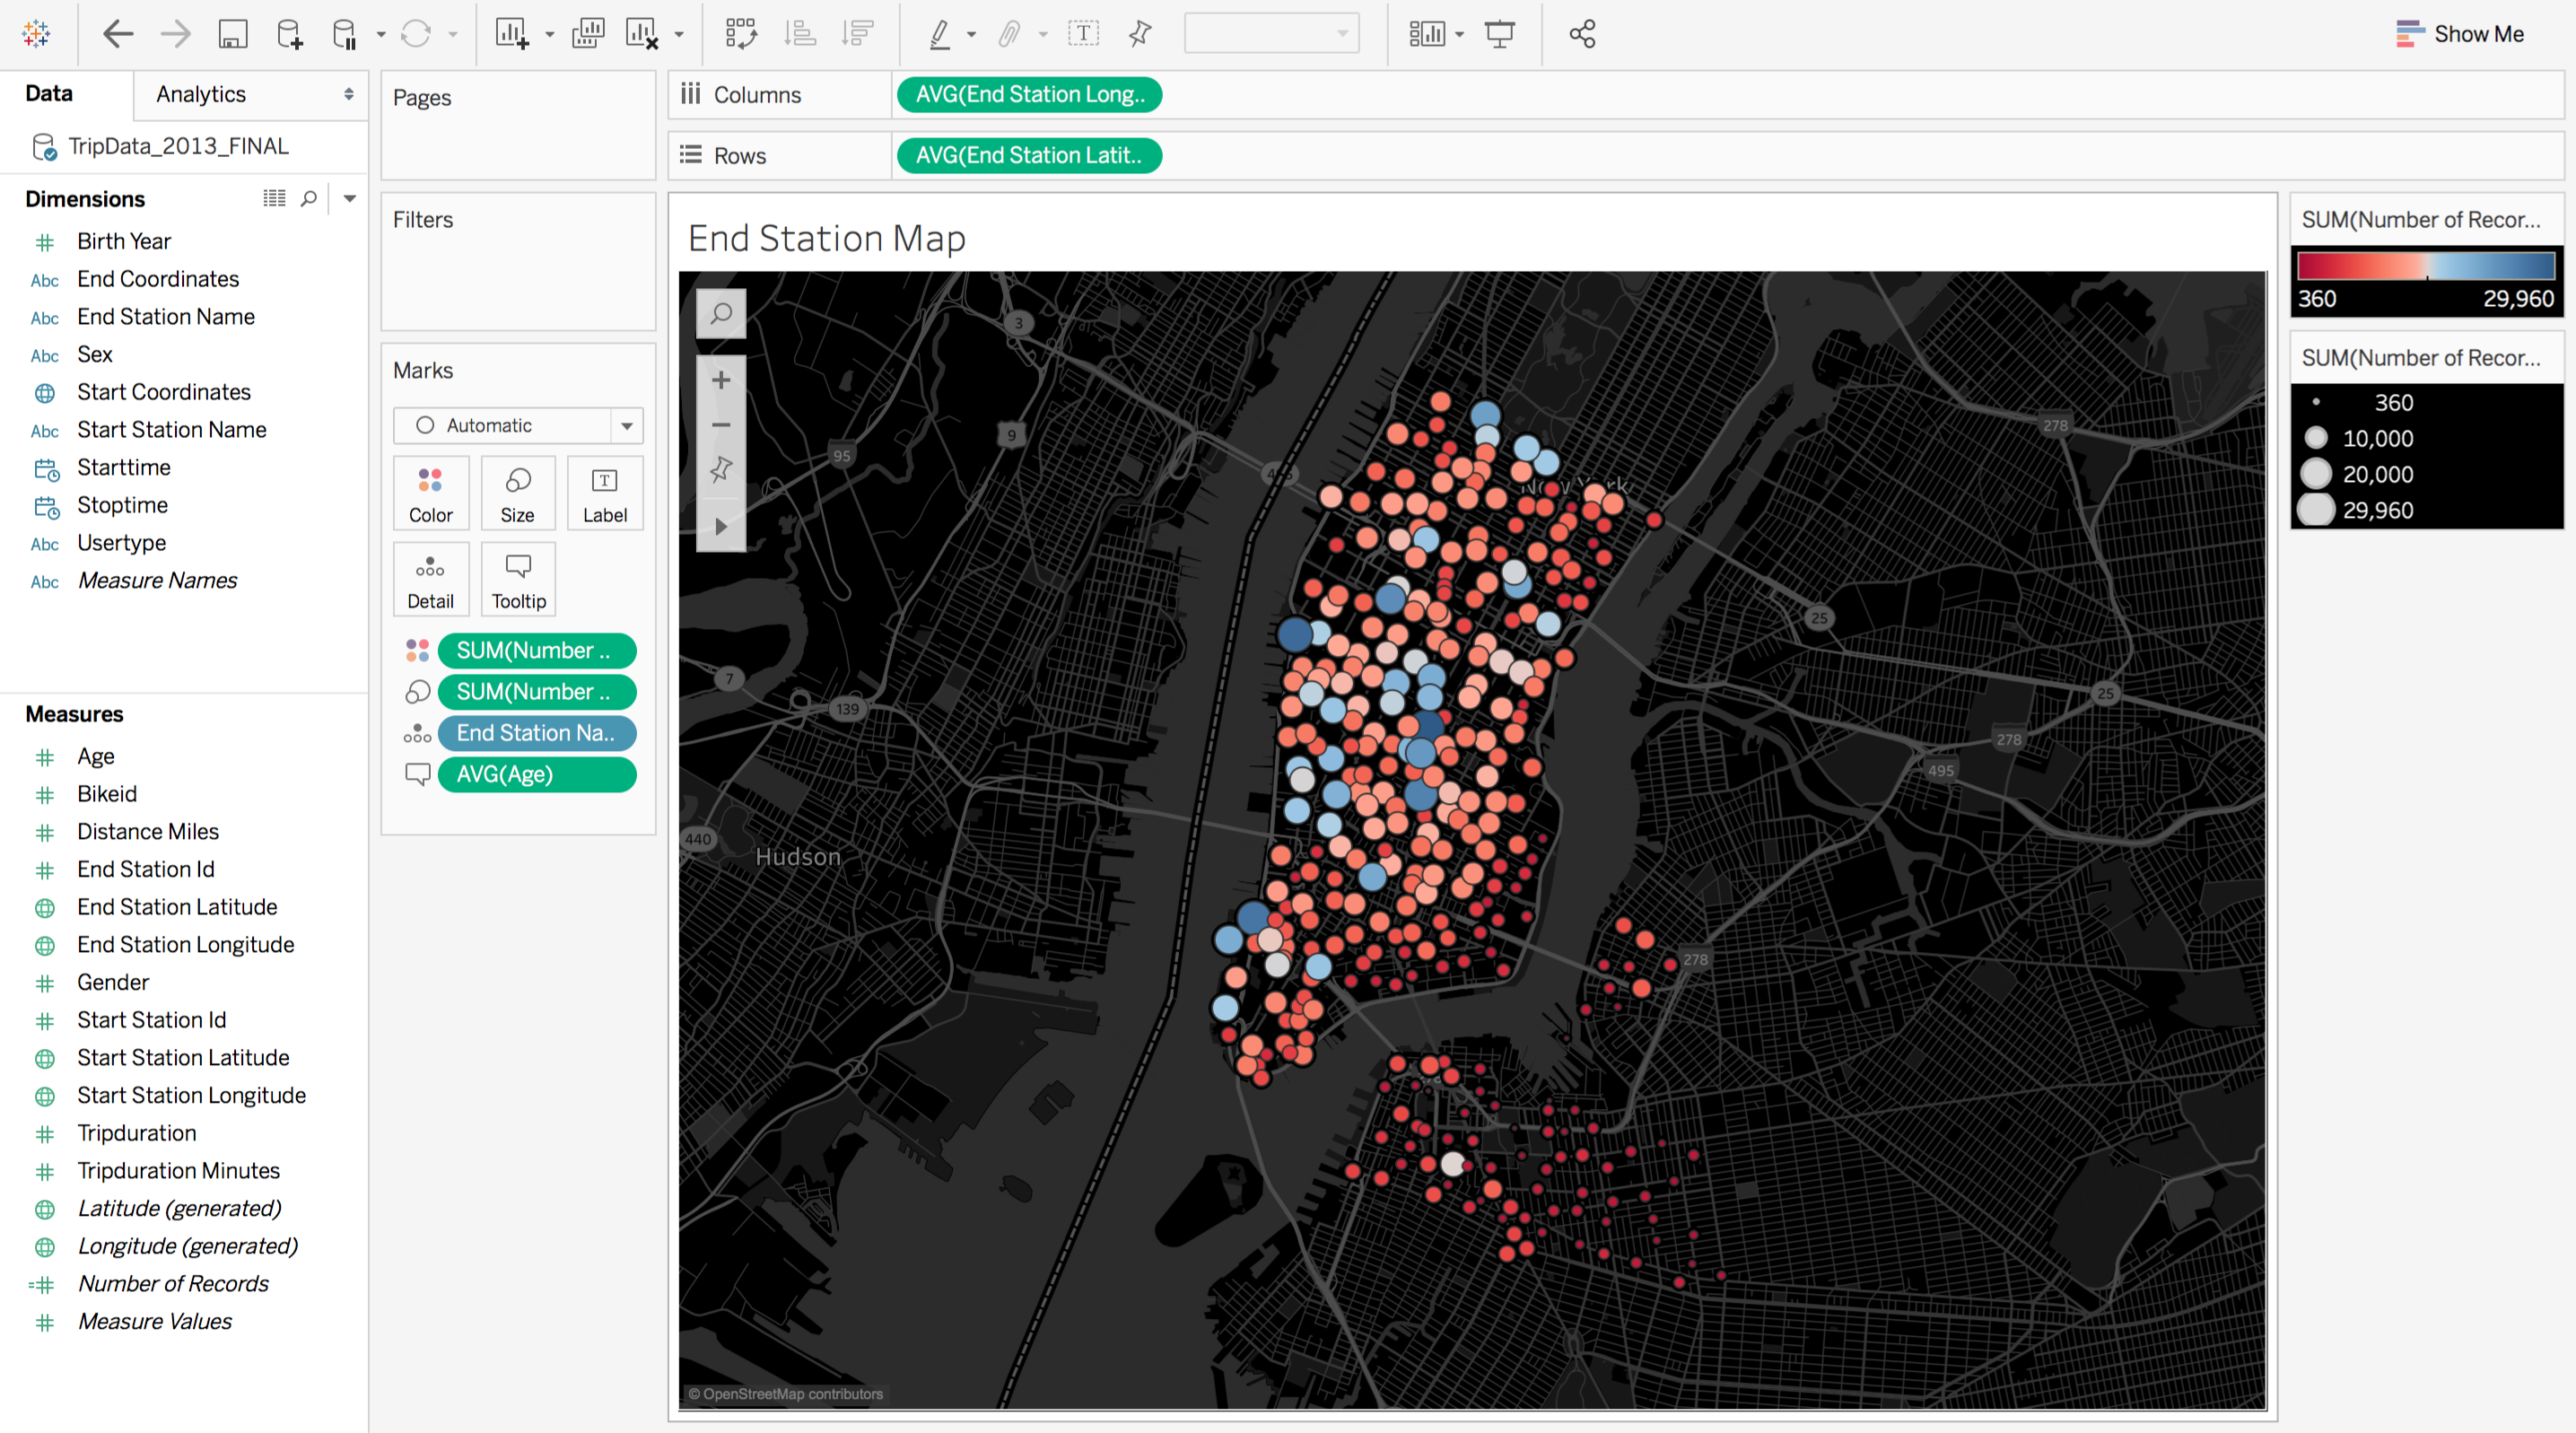 Show Me
Data
Analytics
TripData_2013_FINAL
Dimensions
# Birth Year
Abc End Coordinates
Abc End Station Name
Abc Sex
Start Coordinates
Abc Start Station Name
Starttime
Stoptime
Abc Usertype
Abc Measure Names
Measures
# Age
# Bikeid
# Distance Miles
# End Station Id
End Station Latitude
End Station Longitude
# Gender
# Start Station Id
Start Station Latitude
Start Station Longitude
# Tripduration
# Tripduration Minutes
Latitude (generated)
Longitude (generated)
=# Number of Records
# Measure Values
Pages
Filters
Marks
Automatic
Color
Size
T
Label
Detail
Tooltip
SUM(Number ..
SUM(Number ..
End Station Na..
AVG(Age)
Columns
AVG(End Station Long..
Rows
AVG(End Station Latit..
End Station Map
3
9
95
278
New York
25
7
139
25
278
495
440
Hudson
278
© OpenStreetMap contributors
SUM(Number of Recor...
360
29,960
SUM(Number of Recor...
360
10,000
20,000
29,960